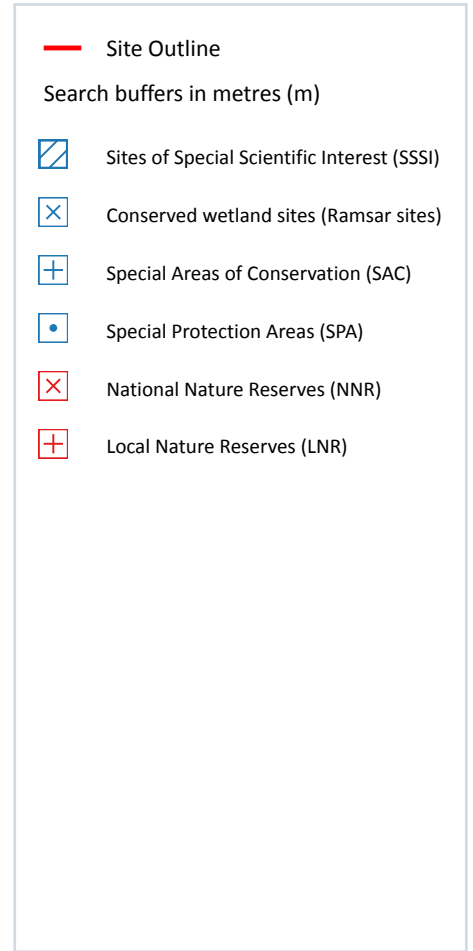 Site Outline
Search buffers in metres (m)
Sites of Special Scientific Interest (SSSI)
Conserved wetland sites (Ramsar sites)
Special Areas of Conservation (SAC)
Special Protection Areas (SPA)
National Nature Reserves (NNR)
Local Nature Reserves (LNR)